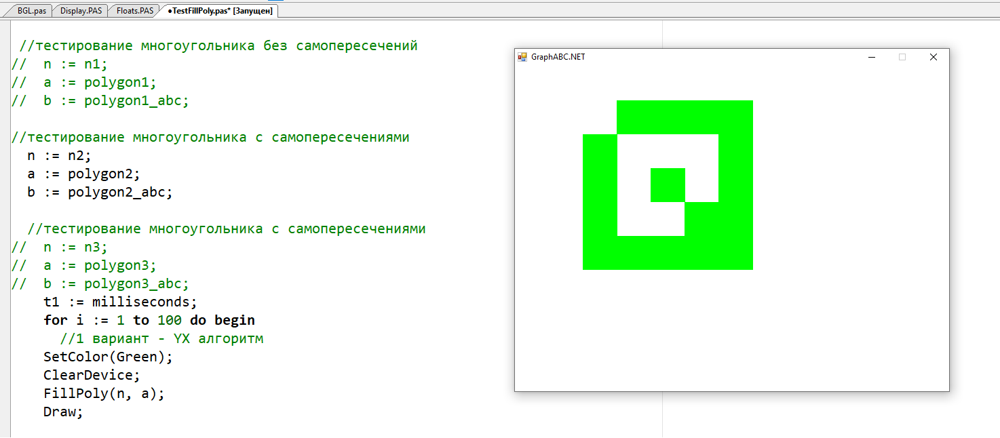 BGL.pas Display.PAS Floats.PAS •TestFillPoly.pas* [Запущен]
//тестирование многоугольника без самопересечений
// n := n1;
// a := polygon1;
// b := polygon1_abc;
//тестирование многоугольника с самопересечениями
n := n2;
a := polygon2;
b := polygon2_abc;
//тестирование многоугольника с самопересечениями
// n := n3;
// a := polygon3;
// b := polygon3_abc;
t1 := milliseconds;
for i := 1 to 100 do begin
//1 вариант - YX алгоритм
SetColor(Green);
ClearDevice;
FillPoly(n, a);
Draw;
GraphABC.NET